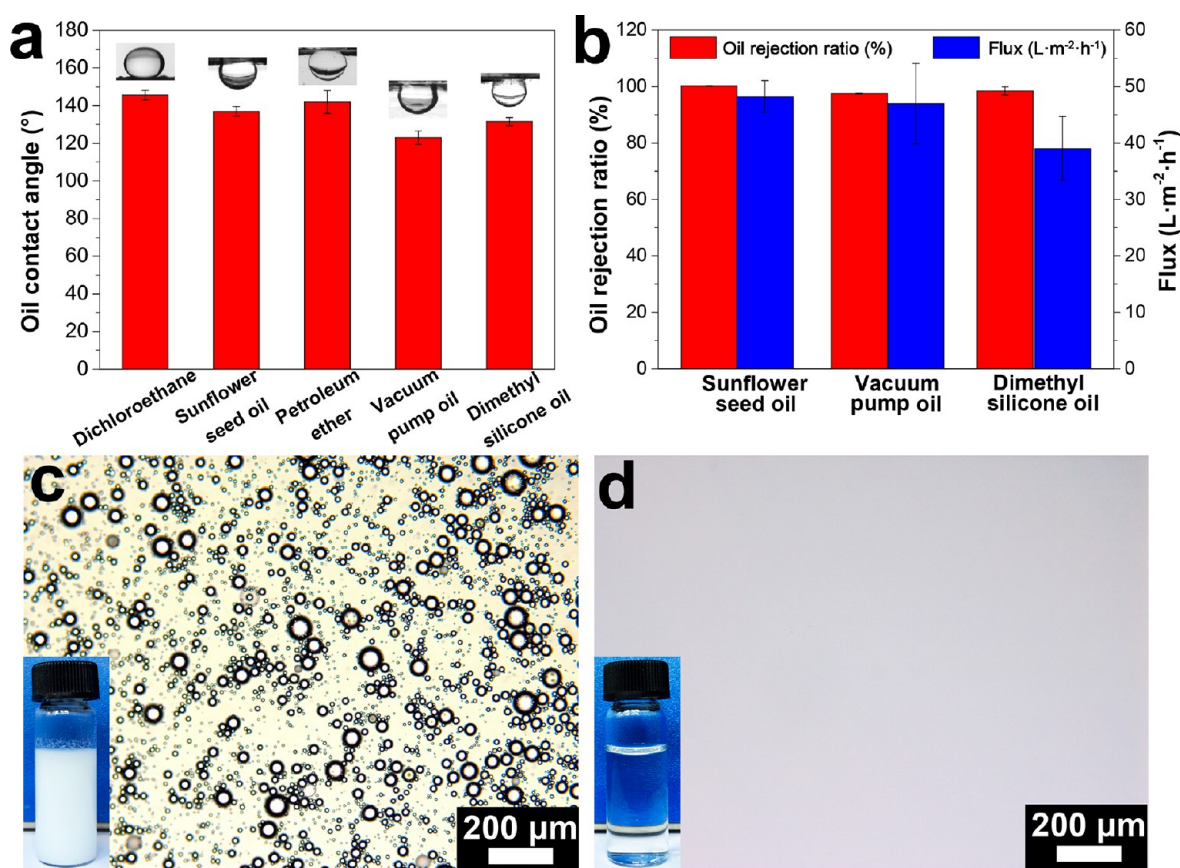 a
180
160
140
120
100
80
60
40
20
0
Oil contact angle (°)
Dichloroethane
Sunflower
seed oil
Petroleum
ether
Vacuum
pump oil
Dimethyl
silicone oil
b
120
100
80
60
40
20
0
Oil rejection ratio (%)
Oil rejection ratio (%)
Flux (L·m⁻²·h⁻¹)
60
50
40
30
20
10
0
Flux (L·m⁻²·h⁻¹)
Sunflower
seed oil
Vacuum
pump oil
Dimethyl
silicone oil
c
200 µm
d
200 µm